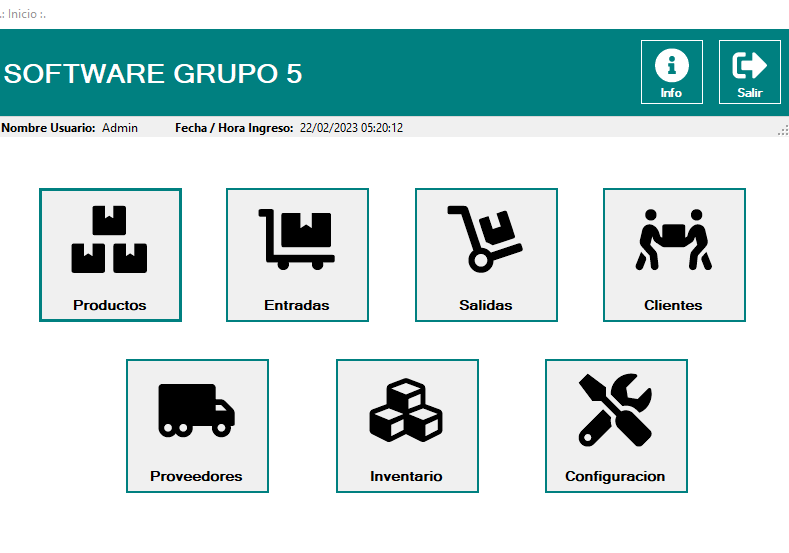 .: Inicio :.
SOFTWARE GRUPO 5
Info
Salir
Nombre Usuario: Admin Fecha / Hora Ingreso: 22/02/2023 05:20:12
Productos
Entradas
Salidas
Clientes
Proveedores
Inventario
Configuracion